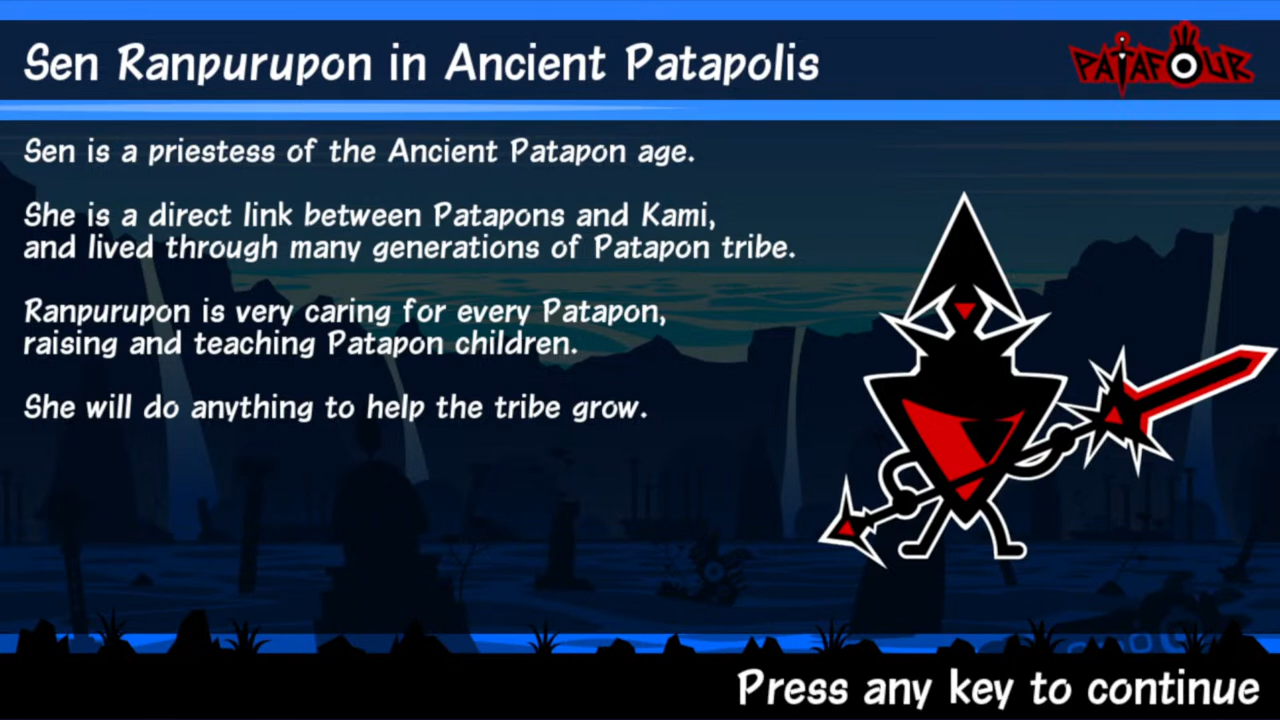 Sen Ranpurupon in Ancient Patapolis
PATAFOUR
Sen is a priestess of the Ancient Patapon age.
She is a direct link between Patapons and Kami,
and lived through many generations of Patapon tribe.
Ranpurupon is very caring for every Patapon,
raising and teaching Patapon children.
She will do anything to help the tribe grow.
Press any key to continue